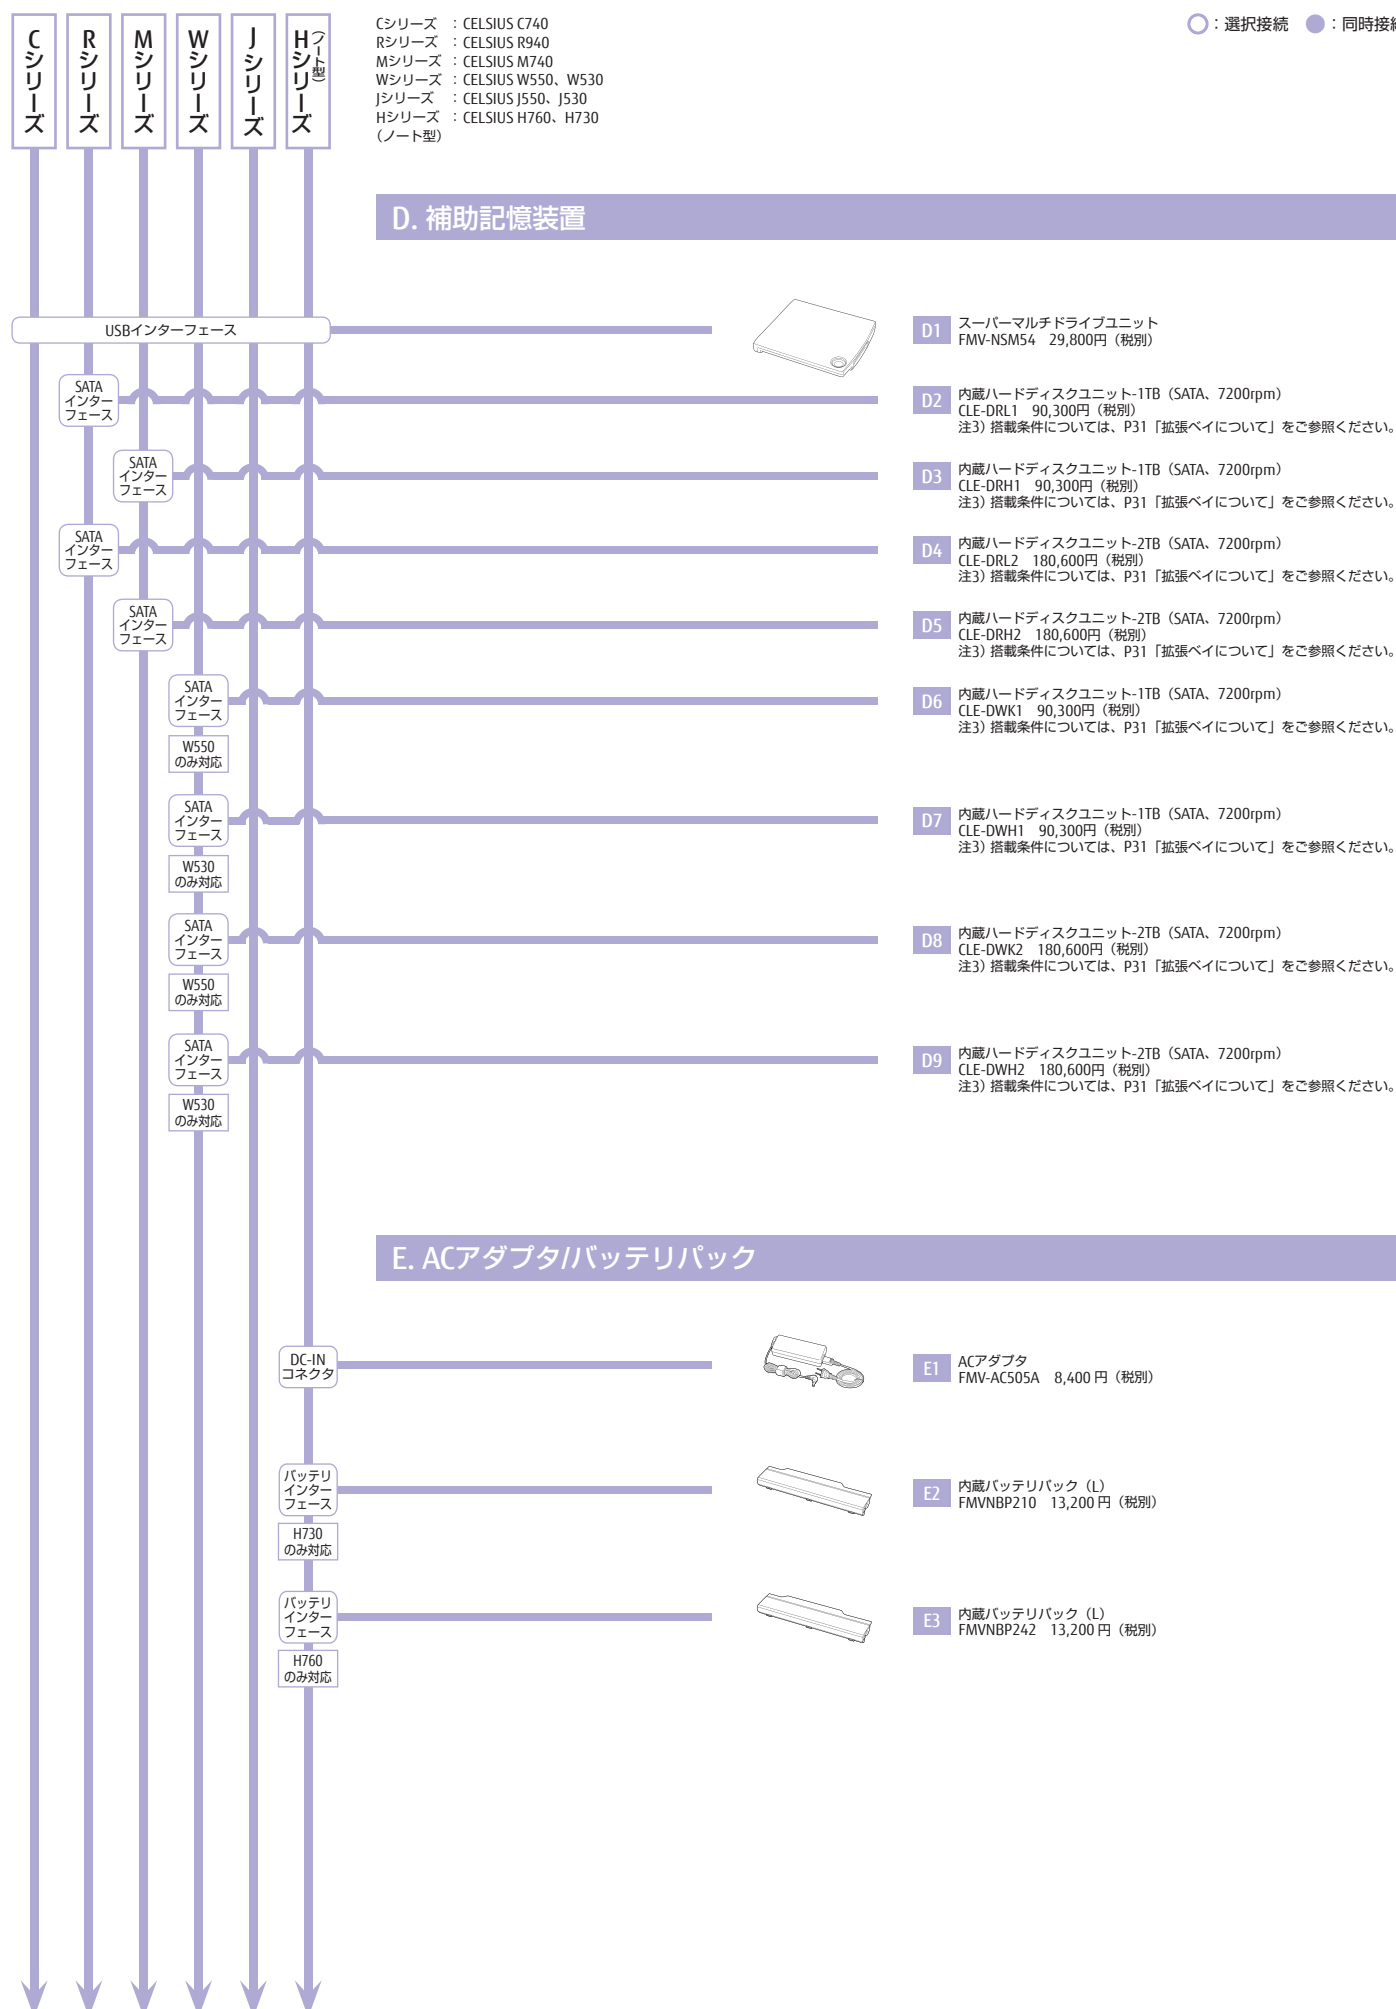 Cシリーズ
Rシリーズ
Mシリーズ
Wシリーズ
Jシリーズ
Hシリーズ
(ノート型)
Cシリーズ ：CELSIUS C740
Rシリーズ ：CELSIUS R940
Mシリーズ ：CELSIUS M740
Wシリーズ ：CELSIUS W550、W530
Jシリーズ ：CELSIUS J550、J530
Hシリーズ ：CELSIUS H760、H730
(ノート型)
：選択接続 ：同時接続
D. 補助記憶装置
USBインターフェース
D1 スーパーマルチドライブユニット
FMV-NSM54 29,800円（税別）
SATA
インター
フェース
D2 内蔵ハードディスクユニット-1TB（SATA、7200rpm）
CLE-DRL1 90,300円（税別）
注3）搭載条件については、P31「拡張ベイについて」をご参照ください。
SATA
インター
フェース
D3 内蔵ハードディスクユニット-1TB（SATA、7200rpm）
CLE-DRH1 90,300円（税別）
注3）搭載条件については、P31「拡張ベイについて」をご参照ください。
SATA
インター
フェース
D4 内蔵ハードディスクユニット-2TB（SATA、7200rpm）
CLE-DRL2 180,600円（税別）
注3）搭載条件については、P31「拡張ベイについて」をご参照ください。
SATA
インター
フェース
D5 内蔵ハードディスクユニット-2TB（SATA、7200rpm）
CLE-DRH2 180,600円（税別）
注3）搭載条件については、P31「拡張ベイについて」をご参照ください。
SATA
インター
フェース
W550
のみ対応
D6 内蔵ハードディスクユニット-1TB（SATA、7200rpm）
CLE-DWK1 90,300円（税別）
注3）搭載条件については、P31「拡張ベイについて」をご参照ください。
SATA
インター
フェース
W530
のみ対応
D7 内蔵ハードディスクユニット-1TB（SATA、7200rpm）
CLE-DWH1 90,300円（税別）
注3）搭載条件については、P31「拡張ベイについて」をご参照ください。
SATA
インター
フェース
W550
のみ対応
D8 内蔵ハードディスクユニット-2TB（SATA、7200rpm）
CLE-DWK2 180,600円（税別）
注3）搭載条件については、P31「拡張ベイについて」をご参照ください。
SATA
インター
フェース
W530
のみ対応
D9 内蔵ハードディスクユニット-2TB（SATA、7200rpm）
CLE-DWH2 180,600円（税別）
注3）搭載条件については、P31「拡張ベイについて」をご参照ください。
E. ACアダプタ/バッテリパック
DC-IN
コネクタ
E1 ACアダプタ
FMV-AC505A 8,400 円（税別）
バッテリ
インター
フェース
H730
のみ対応
E2 内蔵バッテリパック（L）
FMVNBP210 13,200 円（税別）
バッテリ
インター
フェース
H760
のみ対応
E3 内蔵バッテリパック（L）
FMVNBP242 13,200 円（税別）